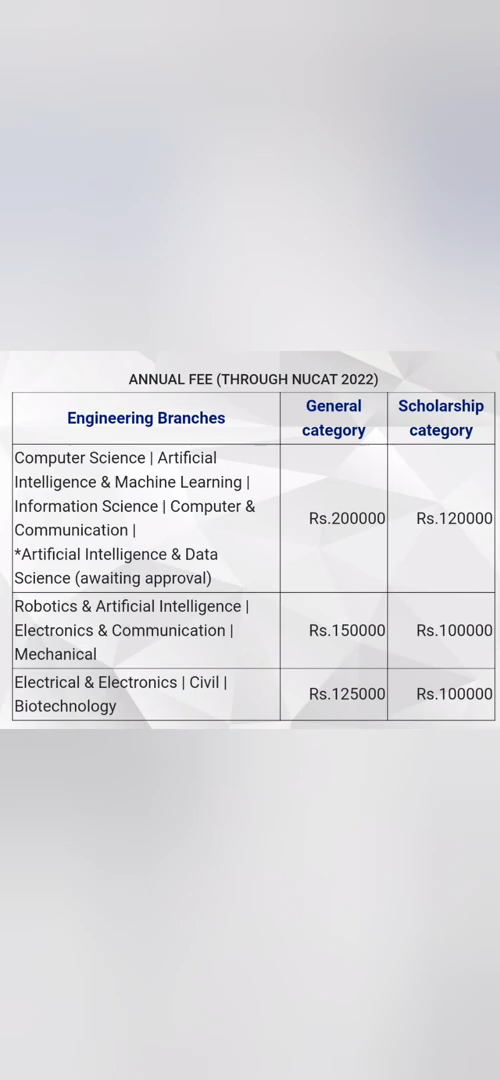 ANNUAL FEE (THROUGH NUCAT 2022)
Engineering Branches
General
category
Scholarship
category
Computer Science | Artificial
Intelligence & Machine Learning |
Information Science | Computer &
Communication |
*Artificial Intelligence & Data
Science (awaiting approval)
Rs.200000
Rs.120000
Robotics & Artificial Intelligence |
Electronics & Communication |
Mechanical
Rs.150000
Rs.100000
Electrical & Electronics | Civil |
Biotechnology
Rs.125000
Rs.100000